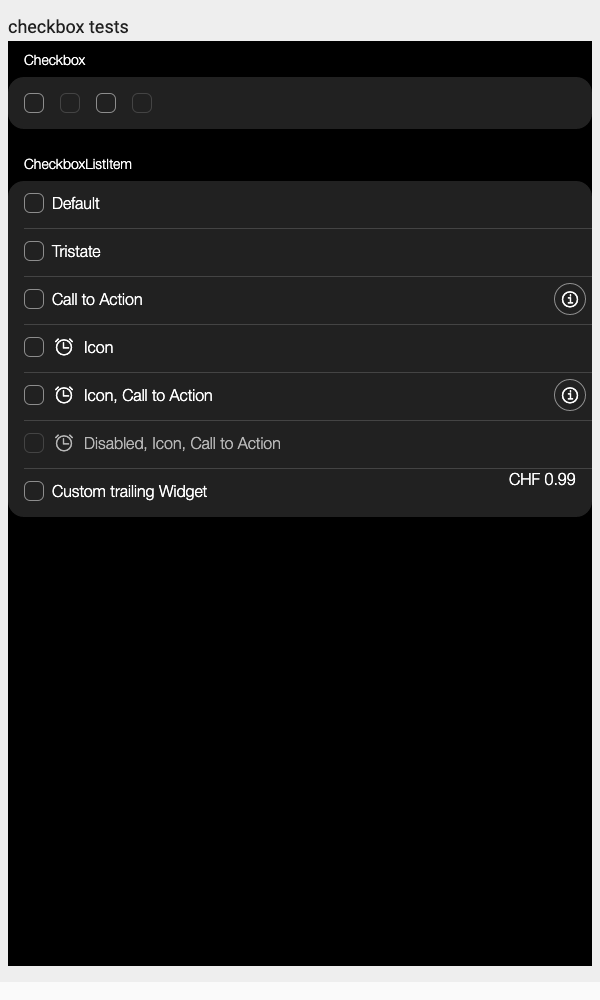 checkbox tests
Checkbox
CheckboxListItem
Default
Tristate
Call to Action
Icon
Icon, Call to Action
Disabled, Icon, Call to Action
CHF 0.99
Custom trailing Widget